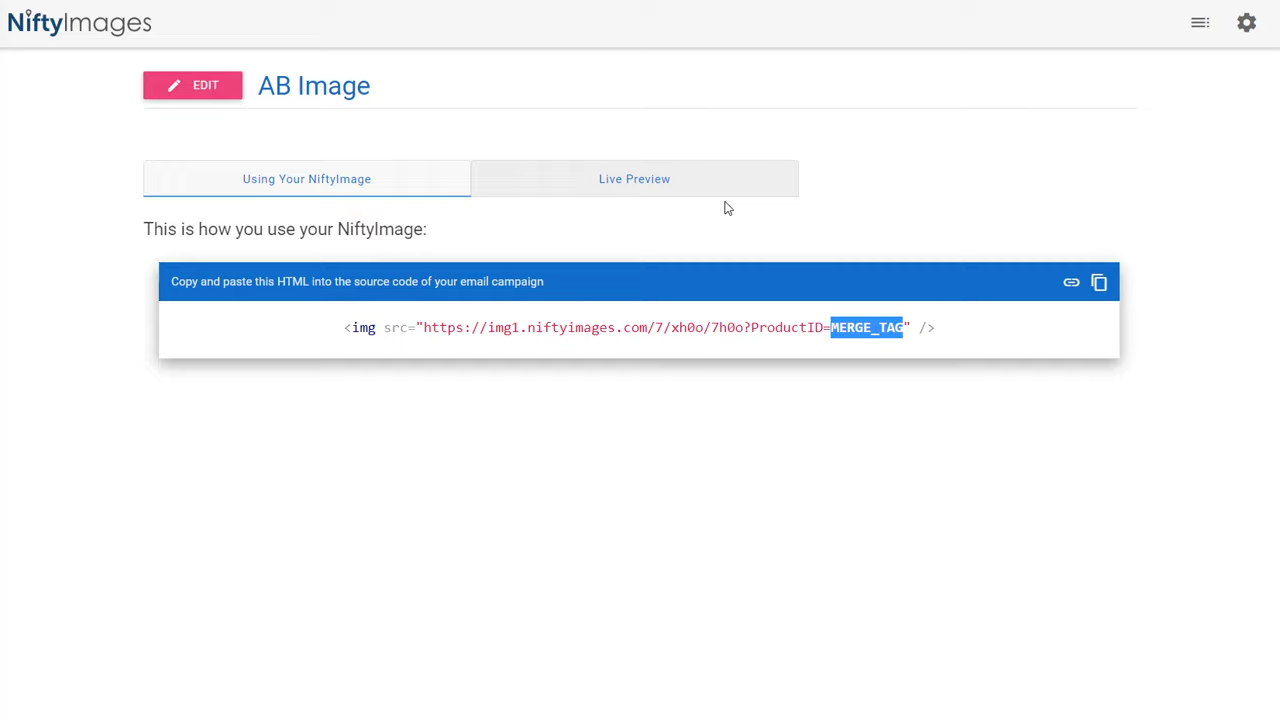 NiftyImages
EDIT
AB Image
Using Your NiftyImage
Live Preview
This is how you use your NiftyImage:
Copy and paste this HTML into the source code of your email campaign
<img src="https://img1.niftyimages.com/7/xh0o/7h0o?ProductID=MERGE_TAG" />